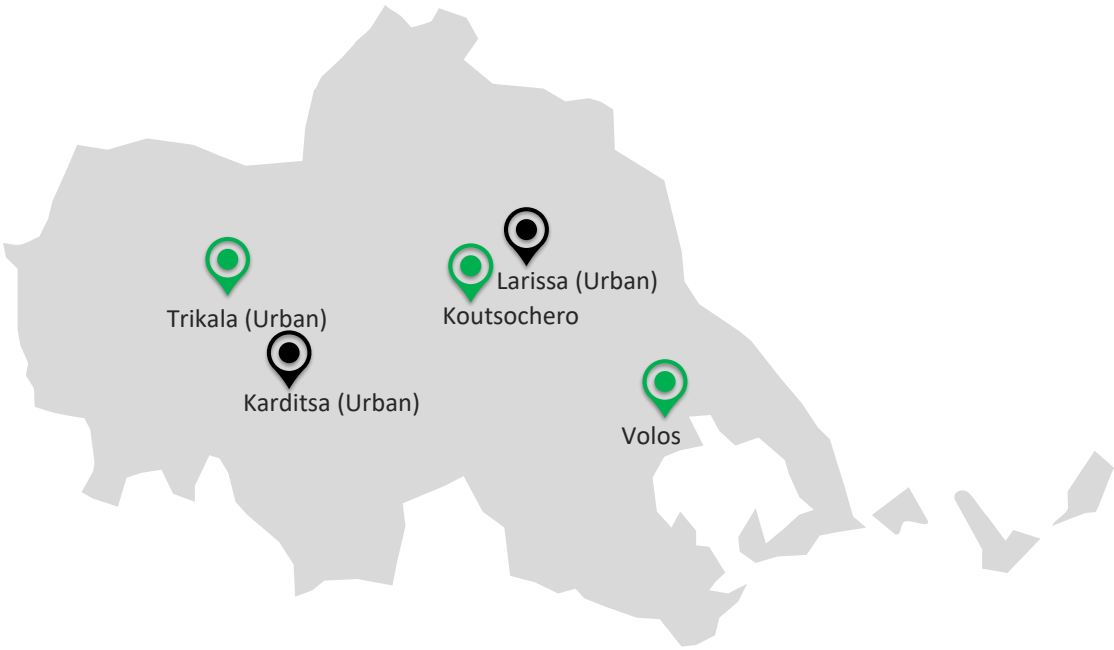 Larissa (Urban)
Koutsochero
Trikala (Urban)
Karditsa (Urban)
Volos